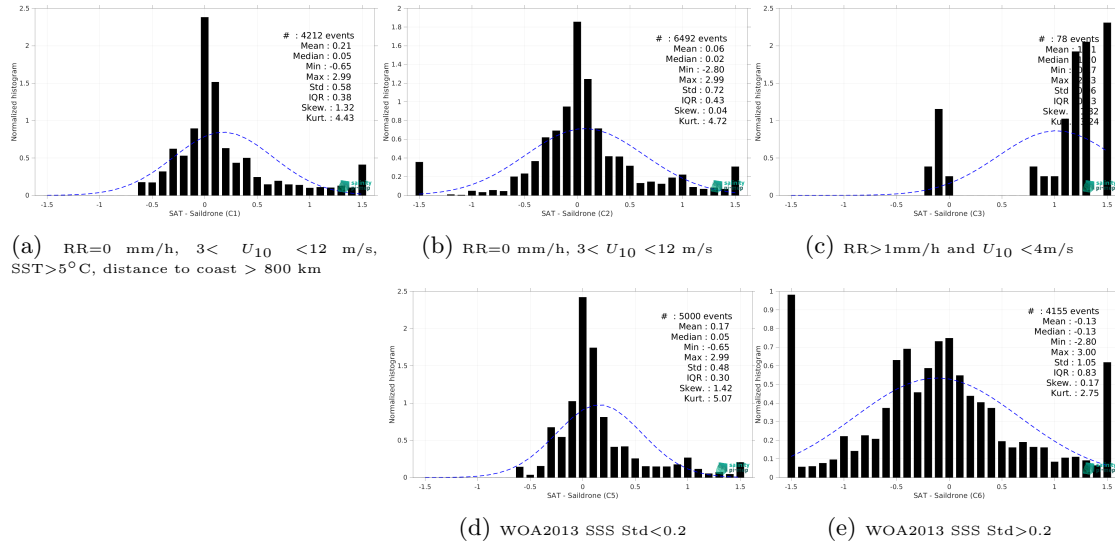 2.5
2
1.5
1
0.5
0
Normalized histogram
# : 4212 events
Mean : 0.21
Median : 0.05
Min : -0.65
Max : 2.99
Std : 0.58
IQR : 0.38
Skew. : 1.32
Kurt. : 4.43
-1.5 -1 -0.5 0 0.5 1 1.5
SAT - Saildrone (C1)
(a) RR=0 mm/h, 3< U10 <12 m/s,
SST>5°C, distance to coast > 800 km
2
1.8
1.6
1.4
1.2
1
0.8
0.6
0.4
0.2
0
Normalized histogram
# : 6492 events
Mean : 0.06
Median : 0.02
Min : -2.80
Max : 2.99
Std : 0.72
IQR : 0.43
Skew. : 0.04
Kurt. : 4.72
-1.5 -1 -0.5 0 0.5 1 1.5
SAT - Saildrone (C2)
(b) RR=0 mm/h, 3< U10 <12 m/s
2.5
2
1.5
1
0.5
0
Normalized histogram
# : 78 events
Mean :
Median :
Min :
Max :
Std :
IQR :
Skew. :
Kurt. :
-1.5 -1 -0.5 0 0.5 1 1.5
SAT - Saildrone (C3)
(c) RR>1mm/h and U10 <4m/s
2.5
2
1.5
1
0.5
0
Normalized histogram
# : 5000 events
Mean : 0.17
Median : 0.05
Min : -0.65
Max : 2.99
Std : 0.48
IQR : 0.30
Skew. : 1.42
Kurt. : 5.07
-1.5 -1 -0.5 0 0.5 1 1.5
SAT - Saildrone (C5)
(d) WOA2013 SSS Std<0.2
1
0.9
0.8
0.7
0.6
0.5
0.4
0.3
0.2
0.1
0
Normalized histogram
# : 4155 events
Mean : -0.13
Median : -0.13
Min : -2.80
Max : 3.00
Std : 1.05
IQR : 0.83
Skew. : 0.17
Kurt. : 2.75
-1.5 -1 -0.5 0 0.5 1 1.5
SAT - Saildrone (C6)
(e) WOA2013 SSS Std>0.2